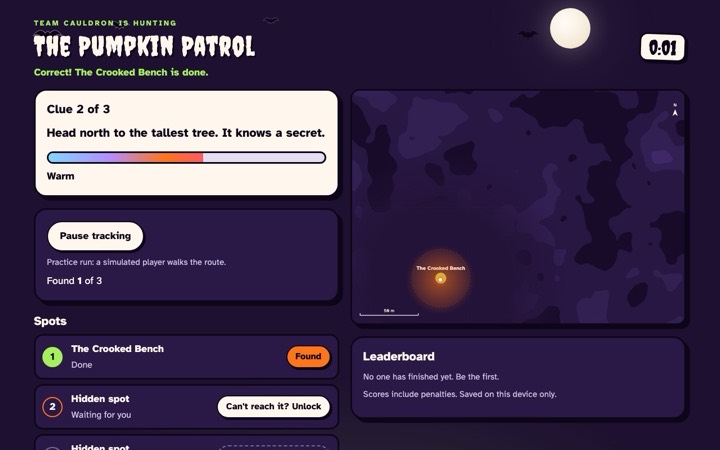 TEAM CAULDRON IS HUNTING
THE PUMPKIN PATROL
0:01
Correct! The Crooked Bench is done.
Clue 2 of 3
Head north to the tallest tree. It knows a secret.
Warm
Pause tracking
Practice run: a simulated player walks the route.
Found 1 of 3
Spots
1
The Crooked Bench
Done
Found
2
Hidden spot
Waiting for you
Can't reach it? Unlock
Hidden spot
N
The Crooked Bench
50 m
Leaderboard
No one has finished yet. Be the first.
Scores include penalties. Saved on this device only.